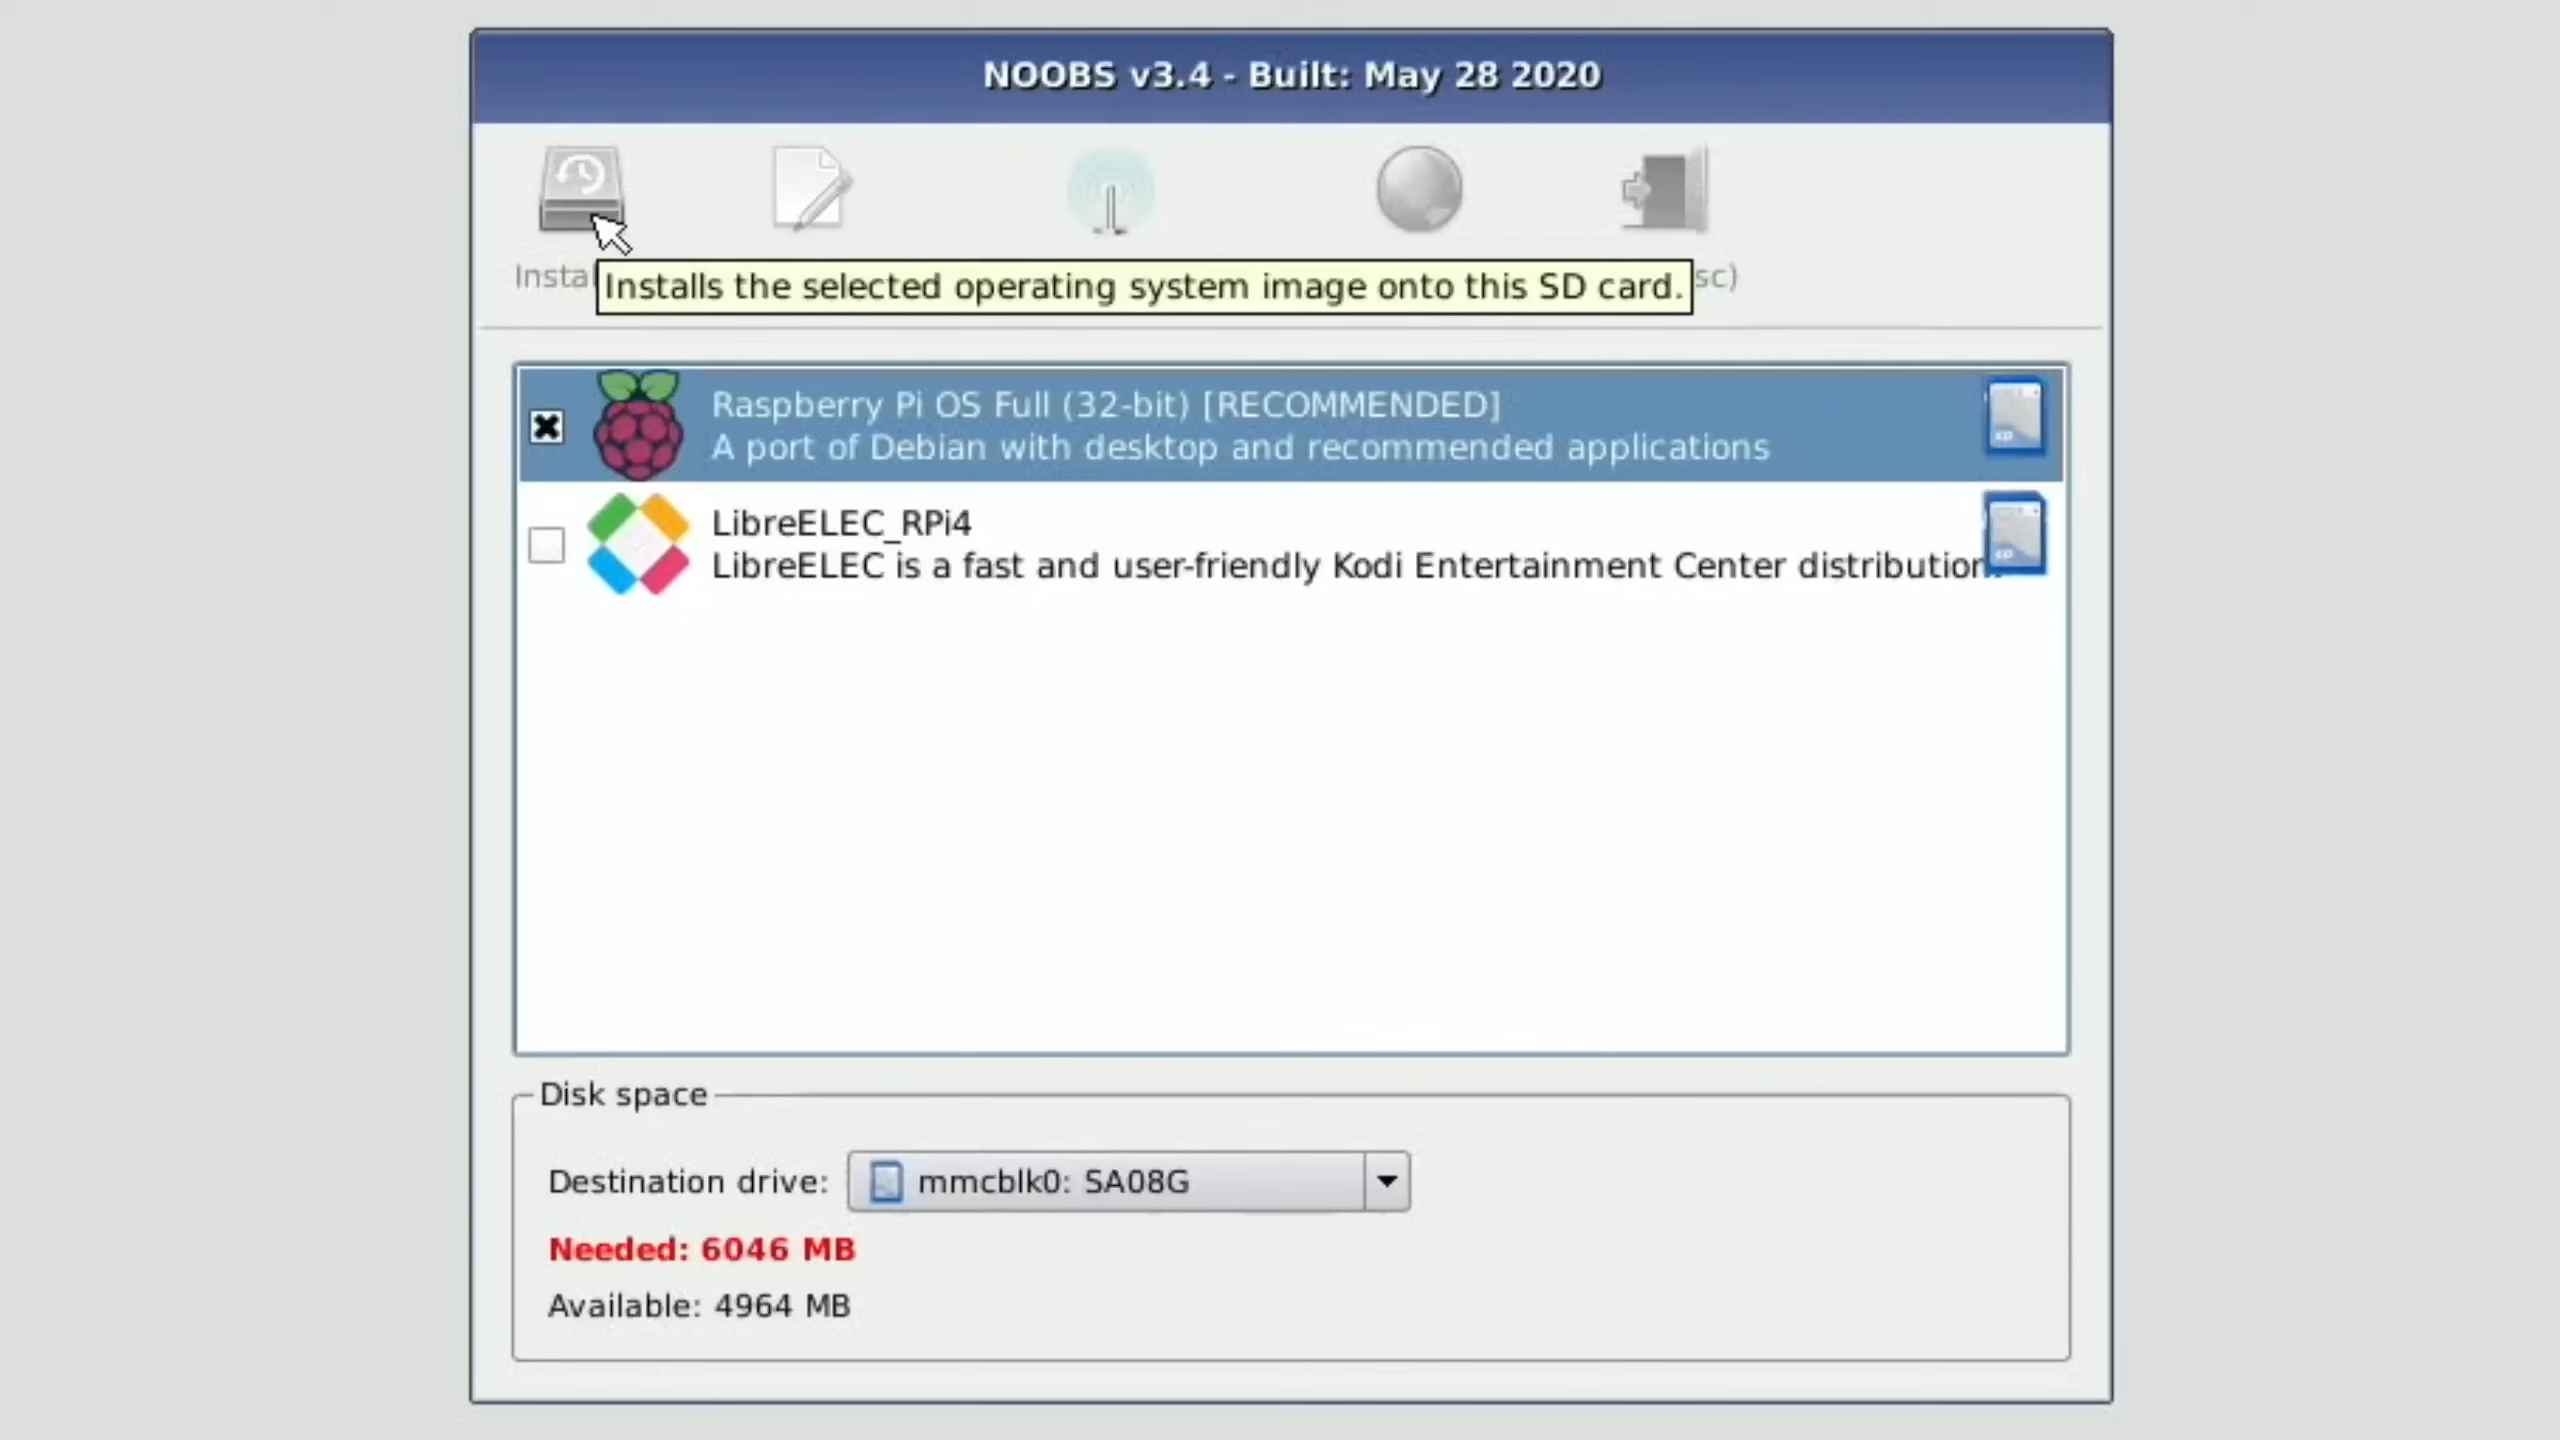 NOOBS v3.4 - Built: May 28 2020
Instal
Installs the selected operating system image onto this SD card.
sc)
Raspberry Pi OS Full (32-bit) [RECOMMENDED]
A port of Debian with desktop and recommended applications
LibreELEC_RPi4
LibreELEC is a fast and user-friendly Kodi Entertainment Center distribution.
Disk space
Destination drive: mmcblk0: SA08G
Needed: 6046 MB
Available: 4964 MB